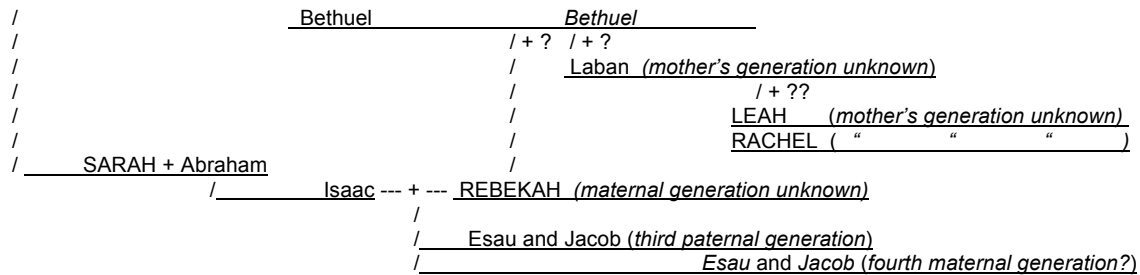 / Bethuel Bethuel
/ / + ? / + ?
/ / Laban (mother's generation unknown)
/ / / + ??
/ / LEAH (mother's generation unknown)
/ / RACHEL ( " " " )
/ SARAH + Abraham /
/ Isaac --- + --- REBEKAH (maternal generation unknown)
/
/ Esau and Jacob (third paternal generation)
/ Esau and Jacob (fourth maternal generation?)